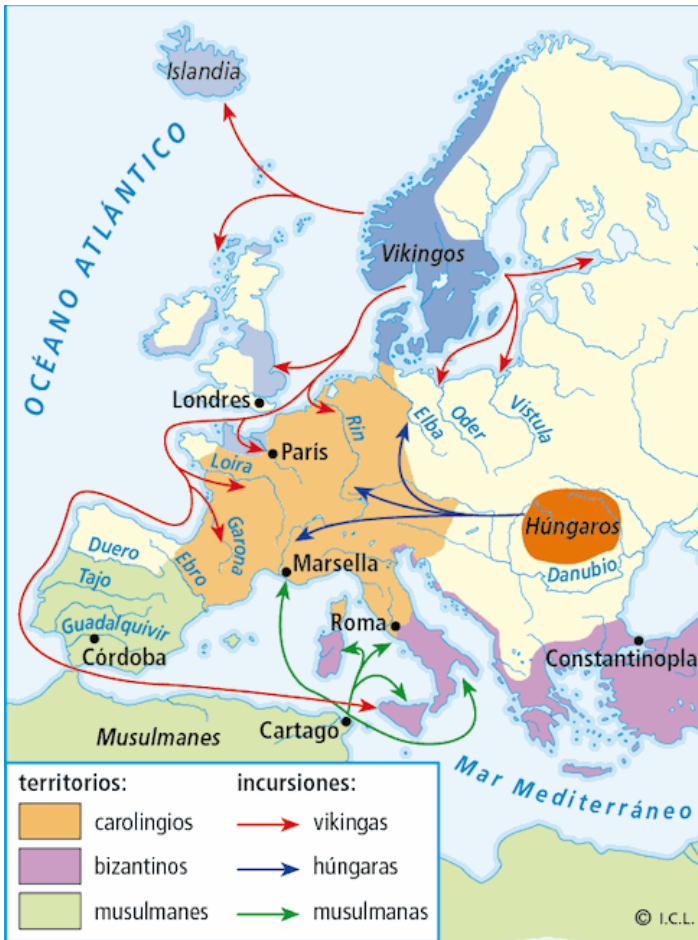 Islandia
OCÉANO ATLÁNTICO
Vikingos
Londres
París
Rin
Elba
Oder
Vístula
Loira
Garona
Húngaros
Danubio
Duero
Ebro
Marsella
Tajo
Guadalquivir
Córdoba
Roma
Constantinopla
Cartago
Musulmanes
Mar Mediterráneo
territorios:
carolingios
bizantinos
musulmanes
incursiones:
vikingas
húngaras
musulmanas
© I.C.L.